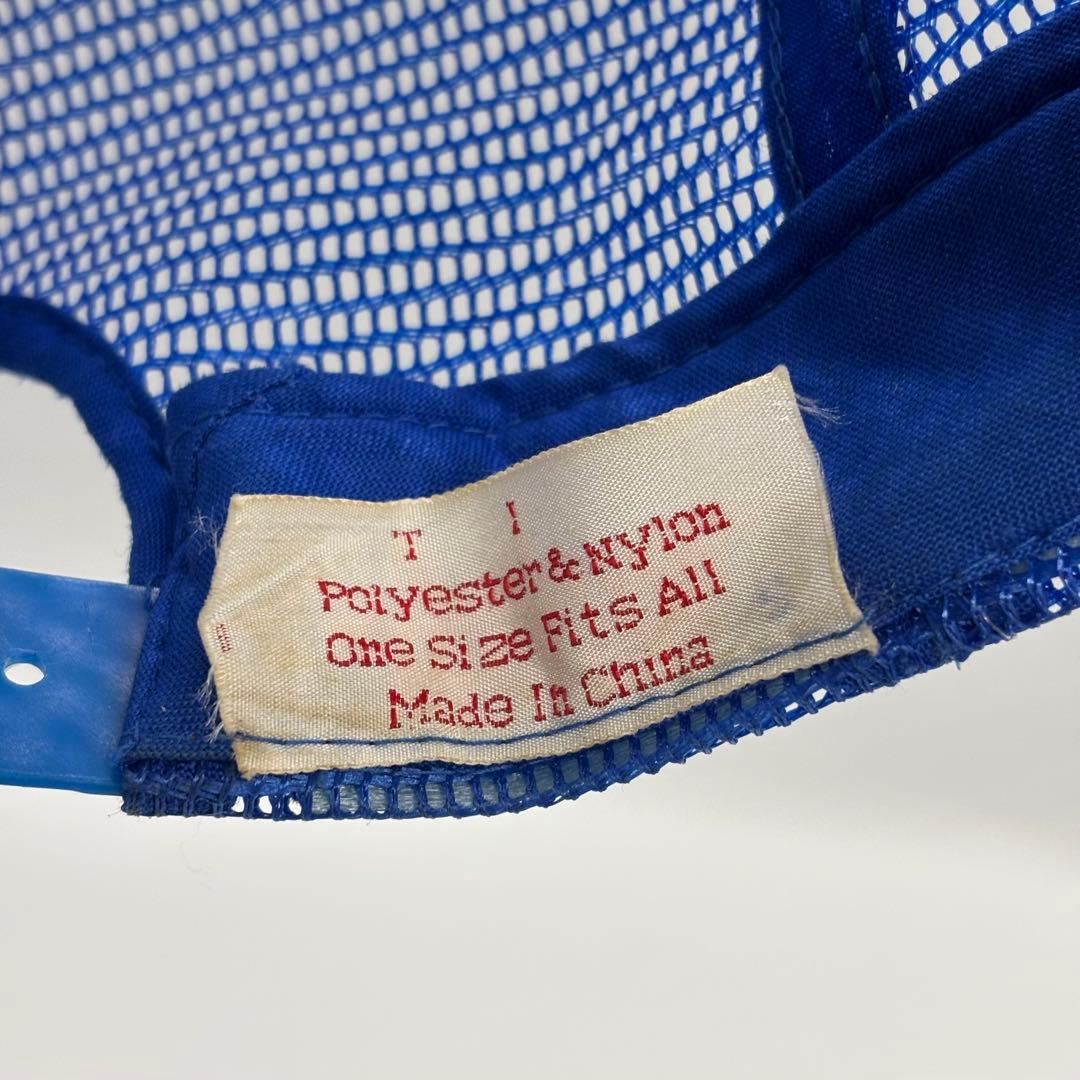 T I
Polyester & Nylon
One Size Fits All
Made In China